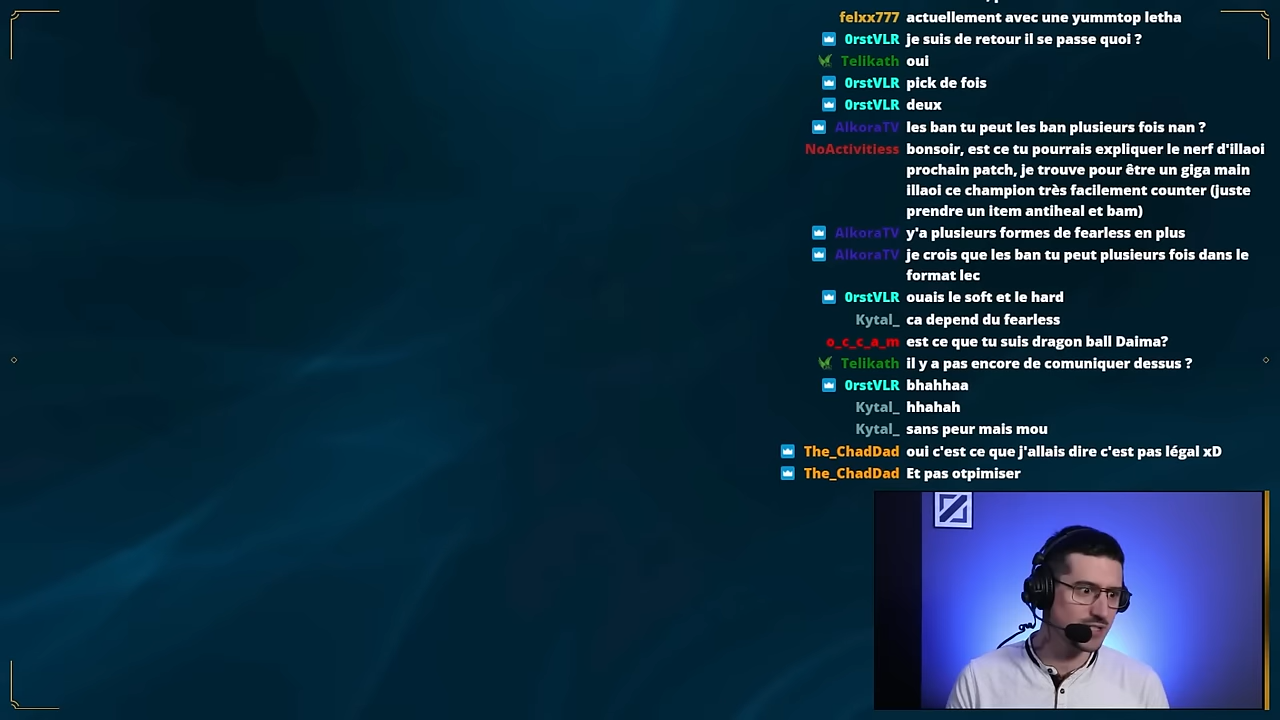 felxx777 actuellement avec une yummtop letha
0rstVLR je suis de retour il se passe quoi ?
Telikath oui
0rstVLR pick de fois
0rstVLR deux
AlkoraTV les ban tu peut les ban plusieurs fois nan ?
NoActivitiess bonsoir, est ce tu pourrais expliquer le nerf d'illaoi
prochain patch, je trouve pour être un giga main
illaoi ce champion très facilement counter (juste
prendre un item antiheal et bam)
AlkoraTV y'a plusieurs formes de fearless en plus
AlkoraTV je crois que les ban tu peut plusieurs fois dans le
format lec
0rstVLR ouais le soft et le hard
Kytal_ ca depend du fearless
o_c_c_a_m est ce que tu suis dragon ball Daima?
Telikath il y a pas encore de comuniquer dessus ?
0rstVLR bhahhaa
Kytal_ hhahah
Kytal_ sans peur mais mou
The_ChadDad oui c'est ce que j'allais dire c'est pas légal xD
The_ChadDad Et pas otpimiser